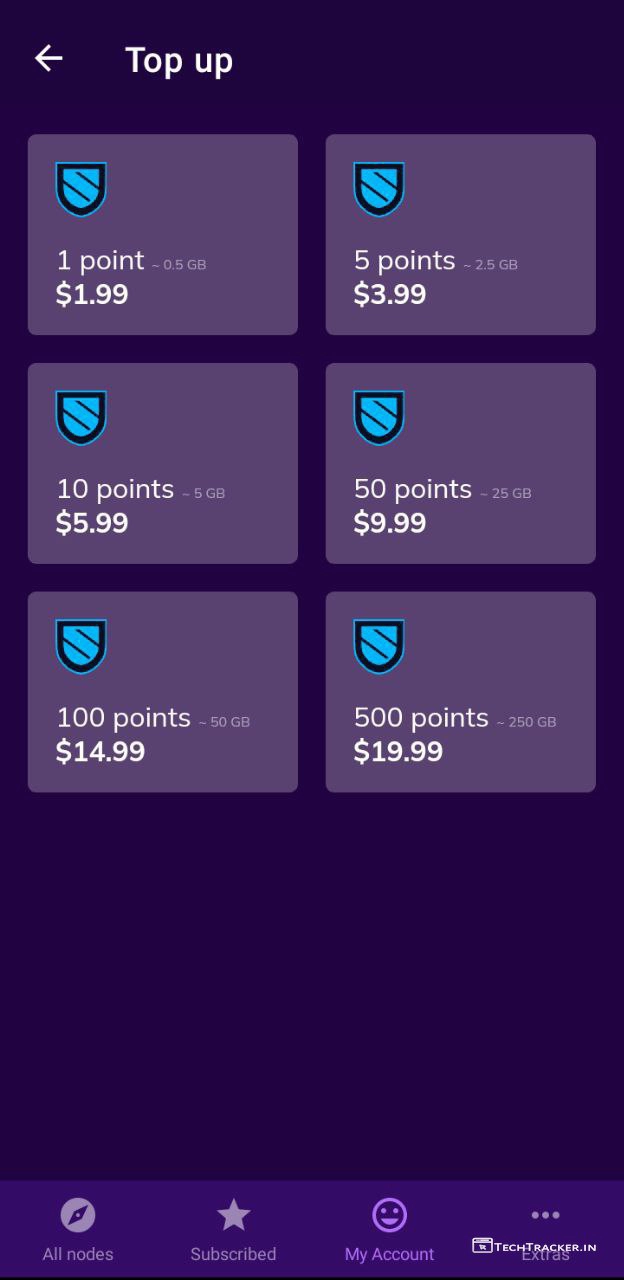 Top up
1 point ~ 0.5 GB
$1.99
5 points ~ 2.5 GB
$3.99
10 points ~ 5 GB
$5.99
50 points ~ 25 GB
$9.99
100 points ~ 50 GB
$14.99
500 points ~ 250 GB
$19.99
All nodes
Subscribed
My Account
Extras
TECHTRACKER.IN